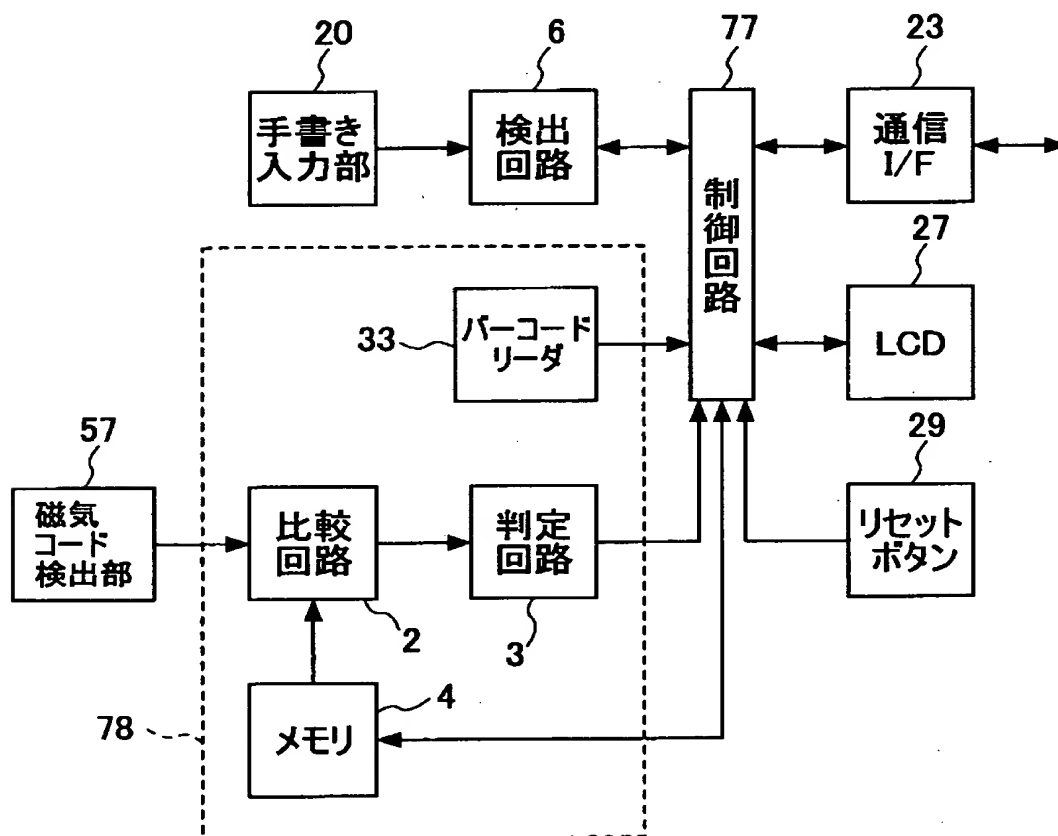 20
6
77
23
手書き
入力部
検出
回路
制御回路
通信
I/F
27
33
バーコード
リーダ
LCD
57
29
磁気
コード
検出部
比較
回路
判定
回路
リセット
ボタン
2
3
4
78
メモリ